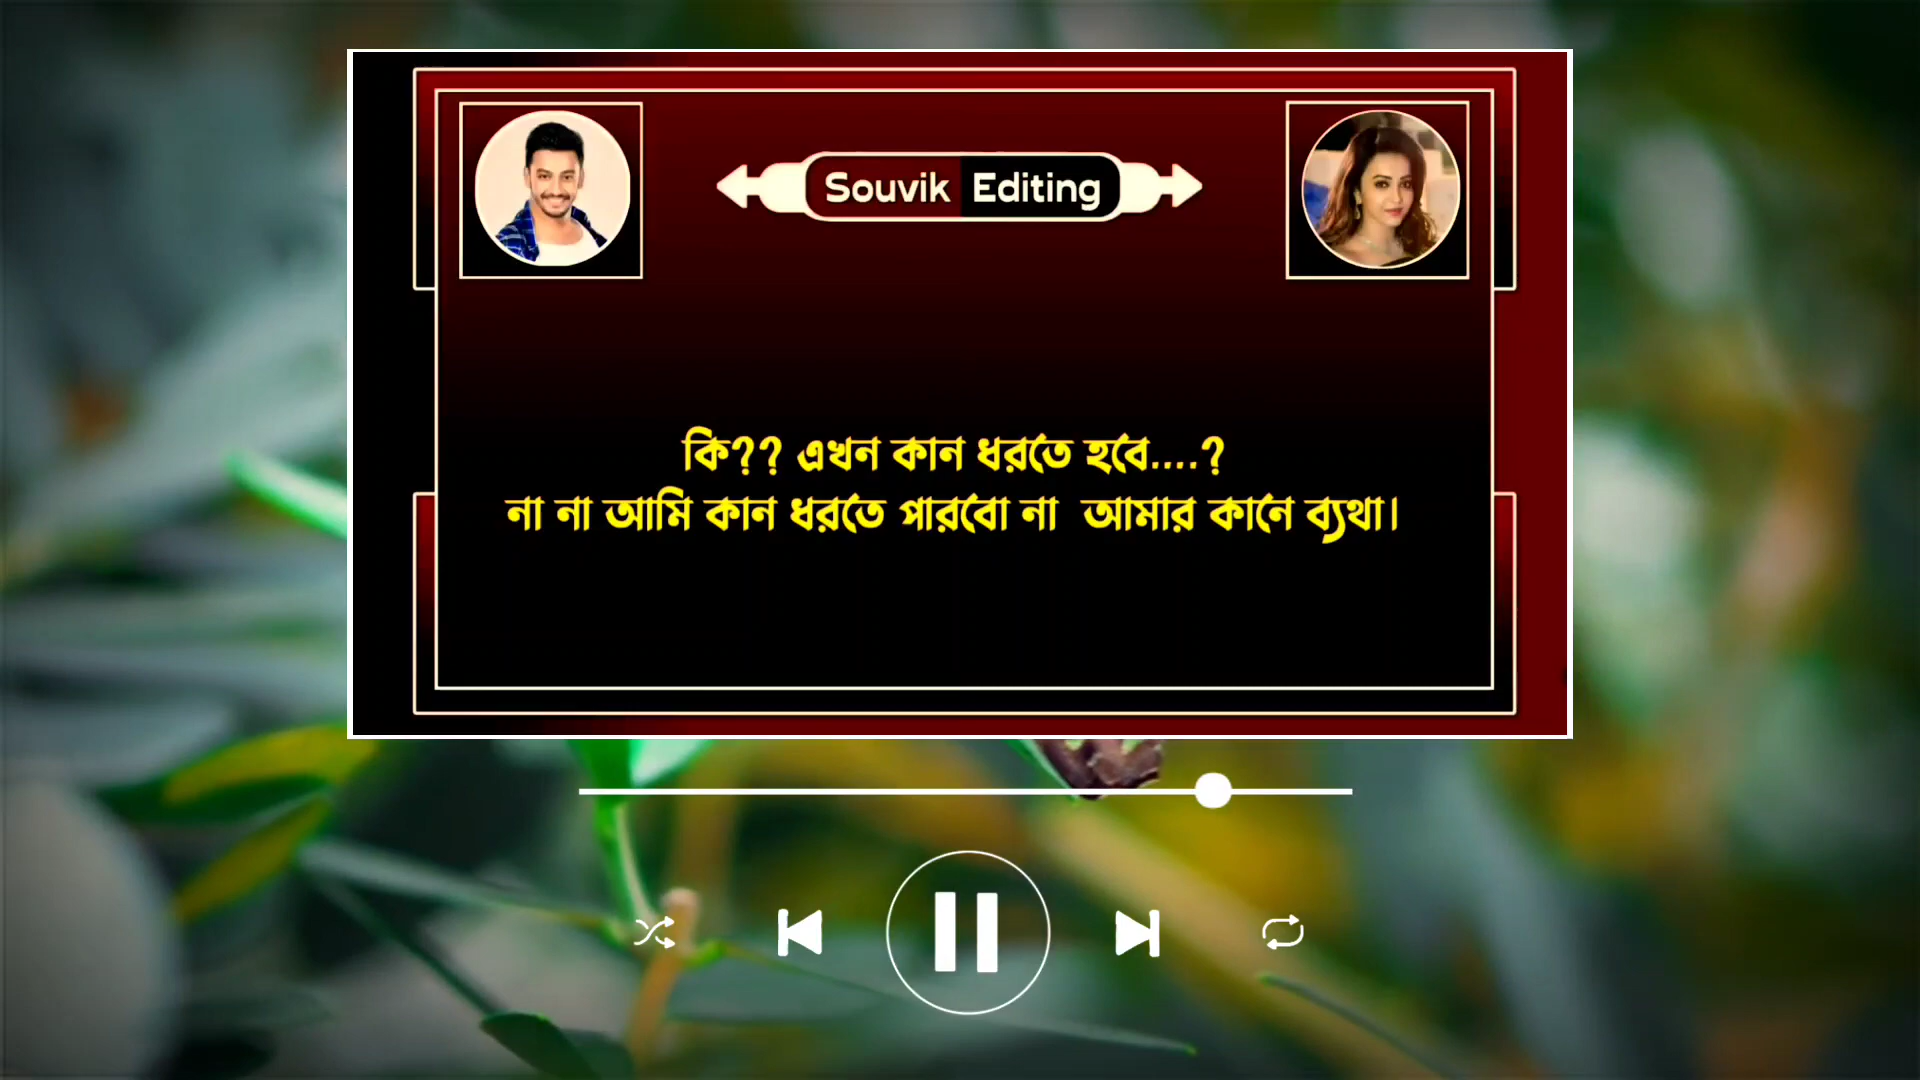 Souvik Editing
কি?? এখন কান ধরতে হবে....?
না না আমি কান ধরতে পারবো না আমার কানে ব্যথা।